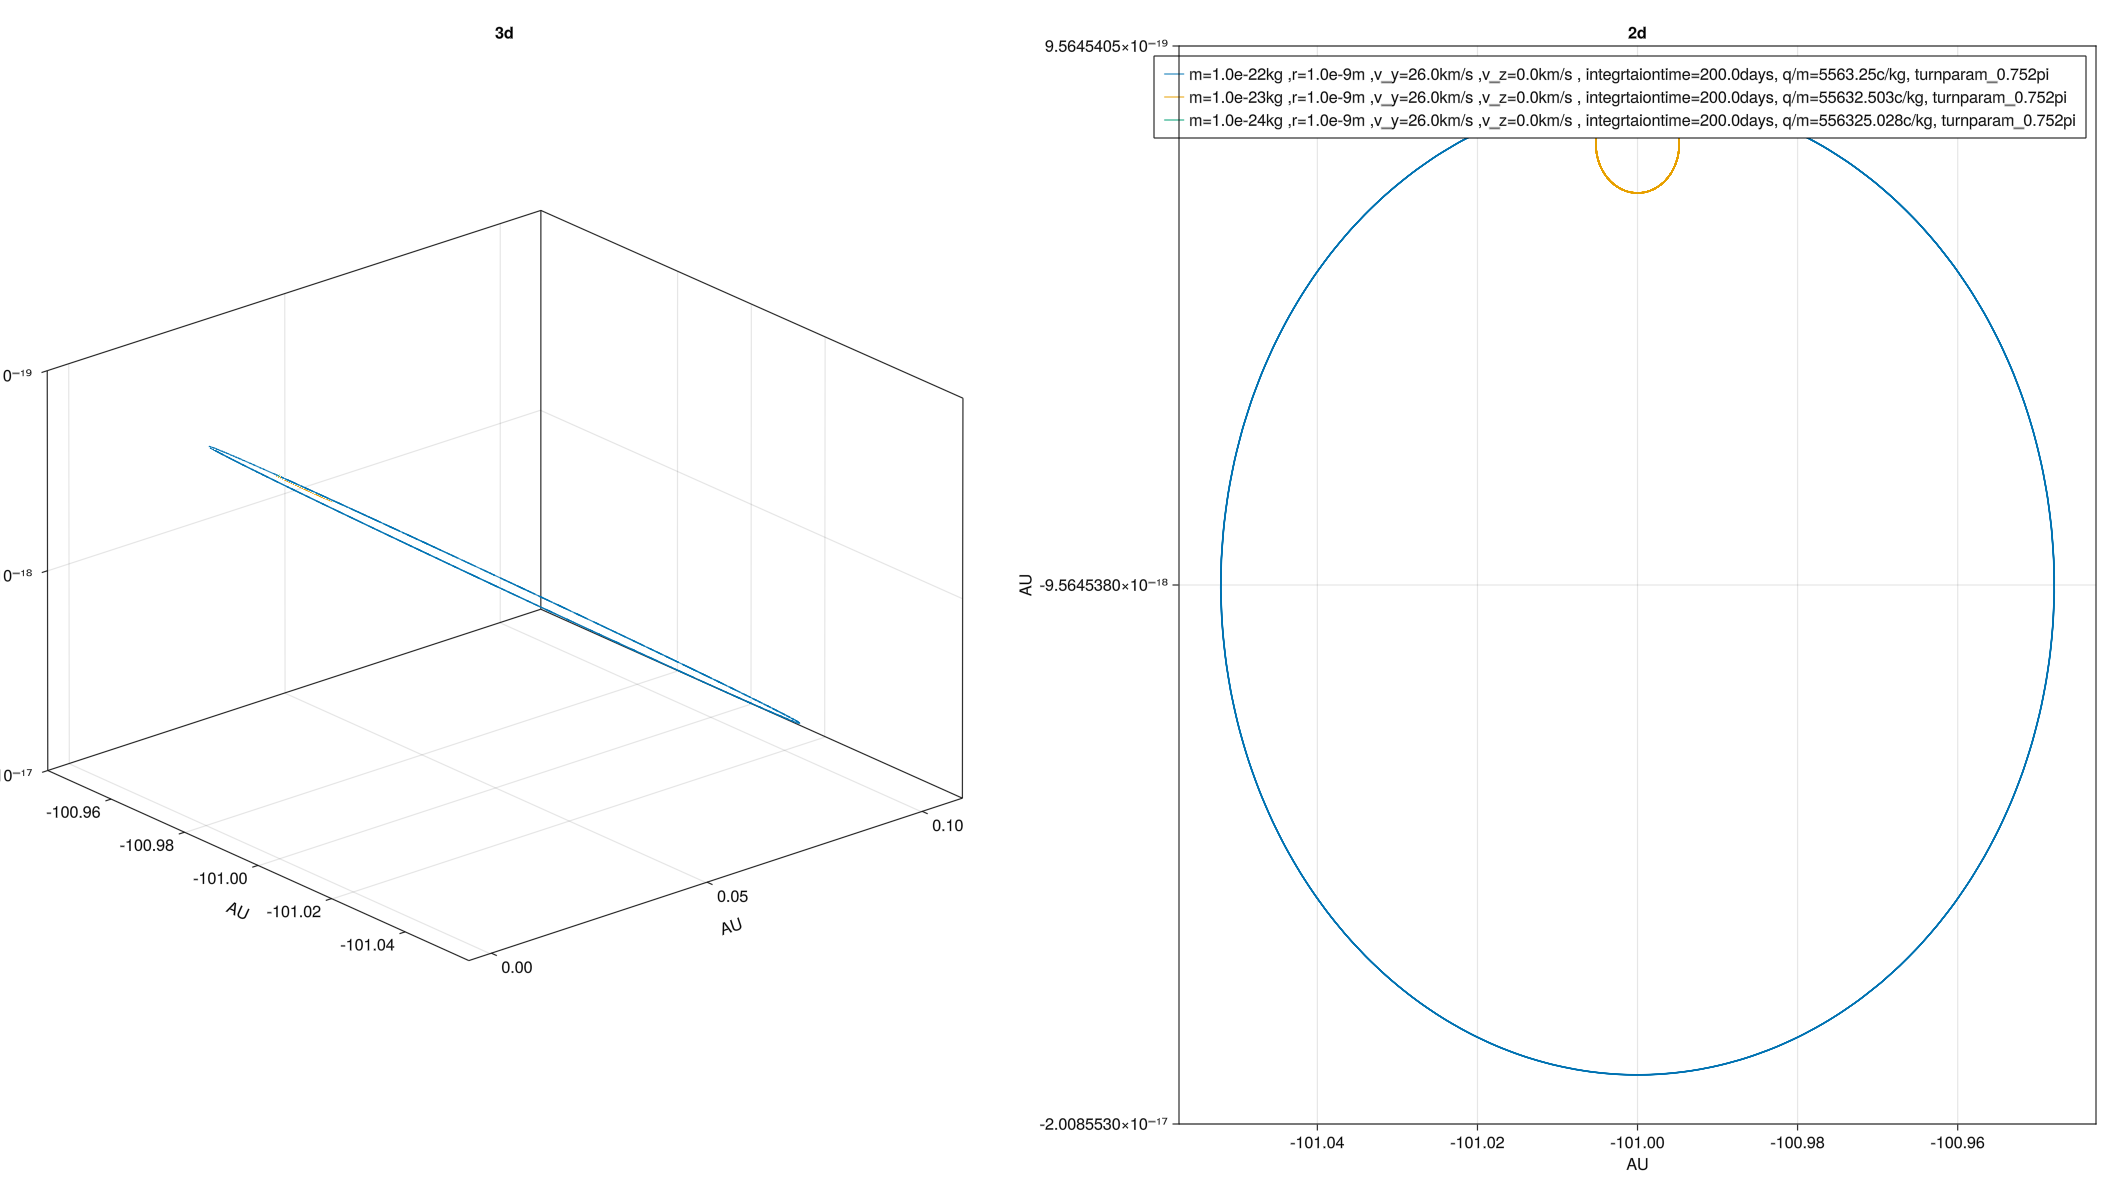 3d
0⁻¹⁹
0⁻¹⁸
10⁻¹⁷
-100.96
-100.98
-101.00
-101.02
-101.04
AU
0.00
0.05
0.10
AU
2d
9.5645405×10⁻¹⁹
-9.5645380×10⁻¹⁸
-2.0085530×10⁻¹⁷
AU
m=1.0e-22kg ,r=1.0e-9m ,v_y=26.0km/s ,v_z=0.0km/s , integrtaiontime=200.0days, q/m=5563.25c/kg, turnparam_0.752pi
m=1.0e-23kg ,r=1.0e-9m ,v_y=26.0km/s ,v_z=0.0km/s , integrtaiontime=200.0days, q/m=55632.503c/kg, turnparam_0.752pi
m=1.0e-24kg ,r=1.0e-9m ,v_y=26.0km/s ,v_z=0.0km/s , integrtaiontime=200.0days, q/m=556325.028c/kg, turnparam_0.752pi
-101.04
-101.02
-101.00
-100.98
-100.96
AU